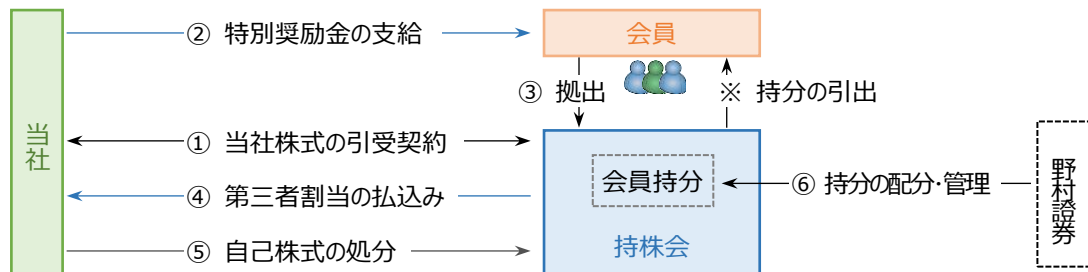 ② 特別奨励金の支給
会員
③ 拠出
※ 持分の引出
当社
① 当社株式の引受契約
会員持分
⑥ 持分の配分・管理
野村證券
④ 第三者割当の払込み
⑤ 自己株式の処分
持株会